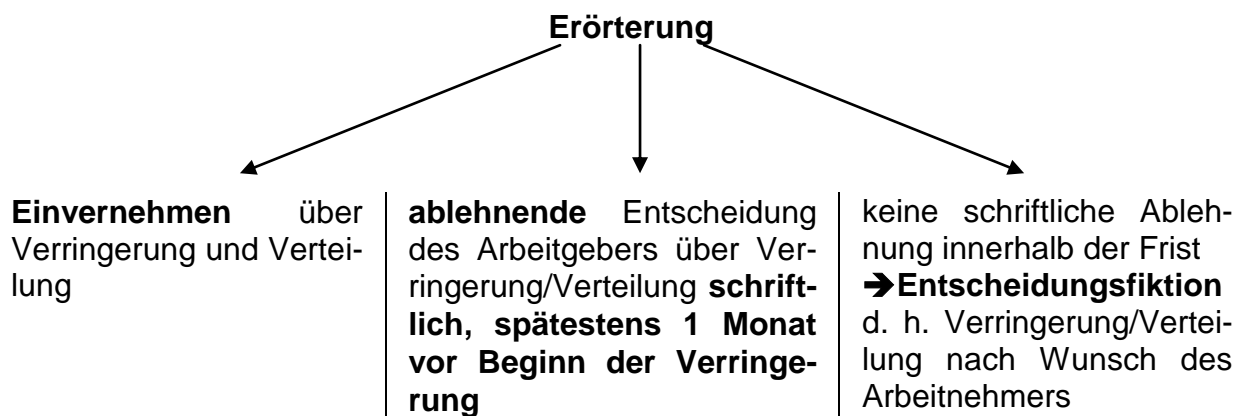 Erörterung
Einvernehmen über
Verringerung und Vertei-
lung
ablehnende Entscheidung
des Arbeitgebers über Ver-
ringerung/Verteilung schrift-
lich, spätestens 1 Monat
vor Beginn der Verringe-
rung
keine schriftliche Ableh-
nung innerhalb der Frist
➔Entscheidungsfiktion
d. h. Verringerung/Vertei-
lung nach Wunsch des
Arbeitnehmers